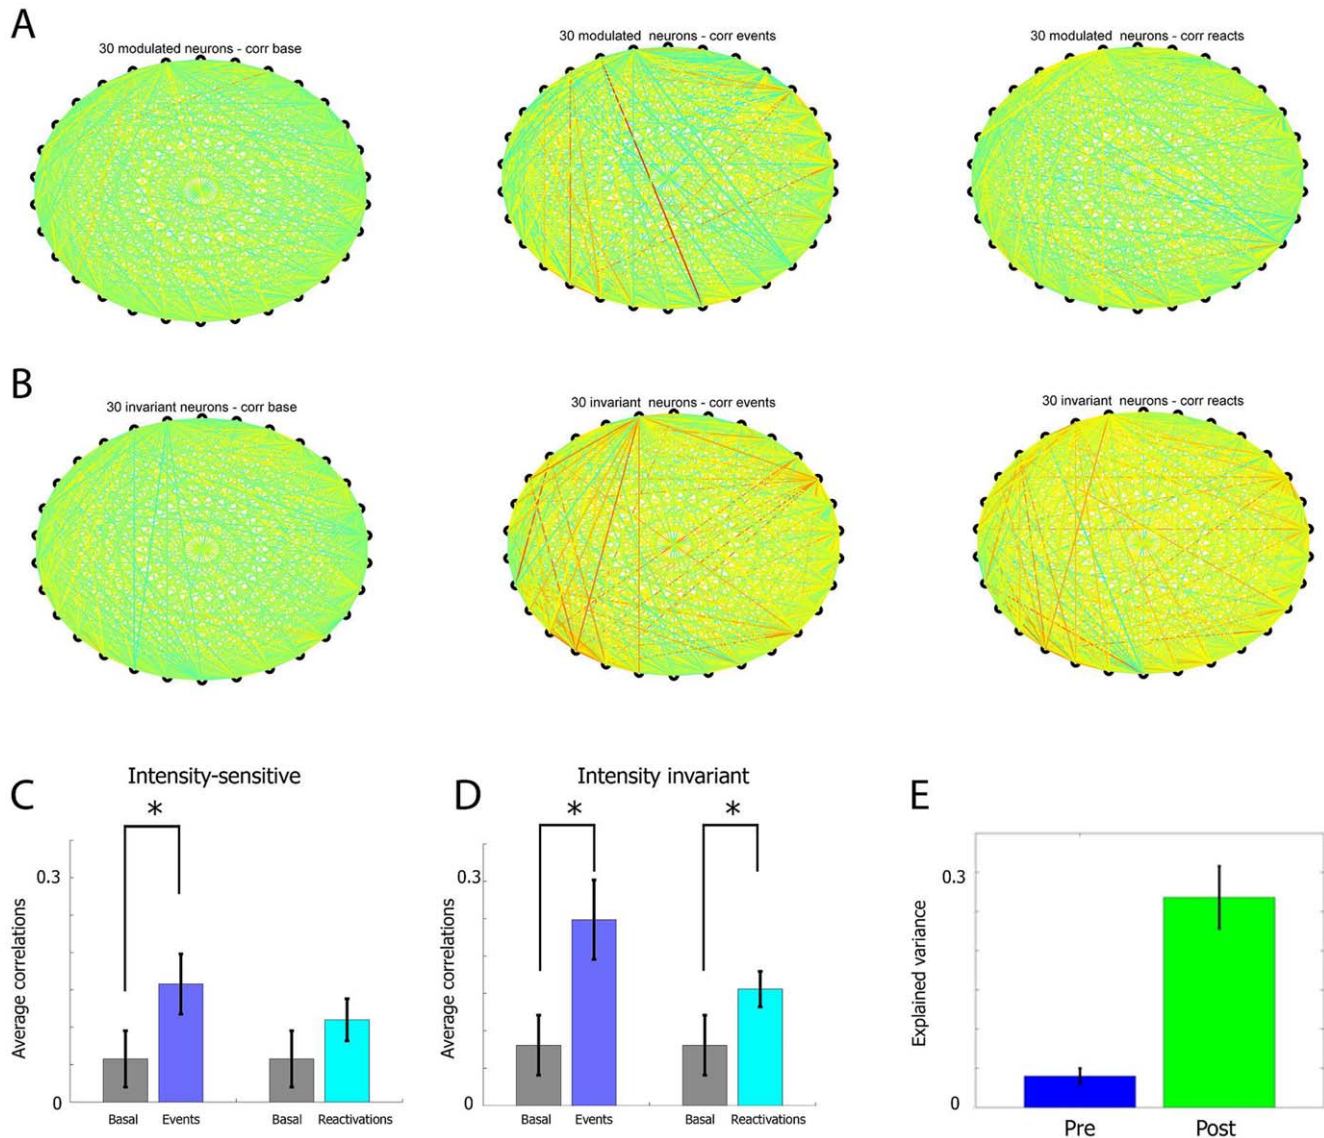 A
30 modulated neurons - corr base
30 modulated neurons - corr events
30 modulated neurons - corr reacts
B
30 invariant neurons - corr base
30 invariant neurons - corr events
30 invariant neurons - corr reacts
C
Intensity-sensitive
*
Average correlations
0.3
0
Basal
Events
Basal
Reactivations
D
Intensity invariant
*
*
Average correlations
0.3
0
Basal
Events
Basal
Reactivations
E
Explained variance
0.3
0
Pre
Post